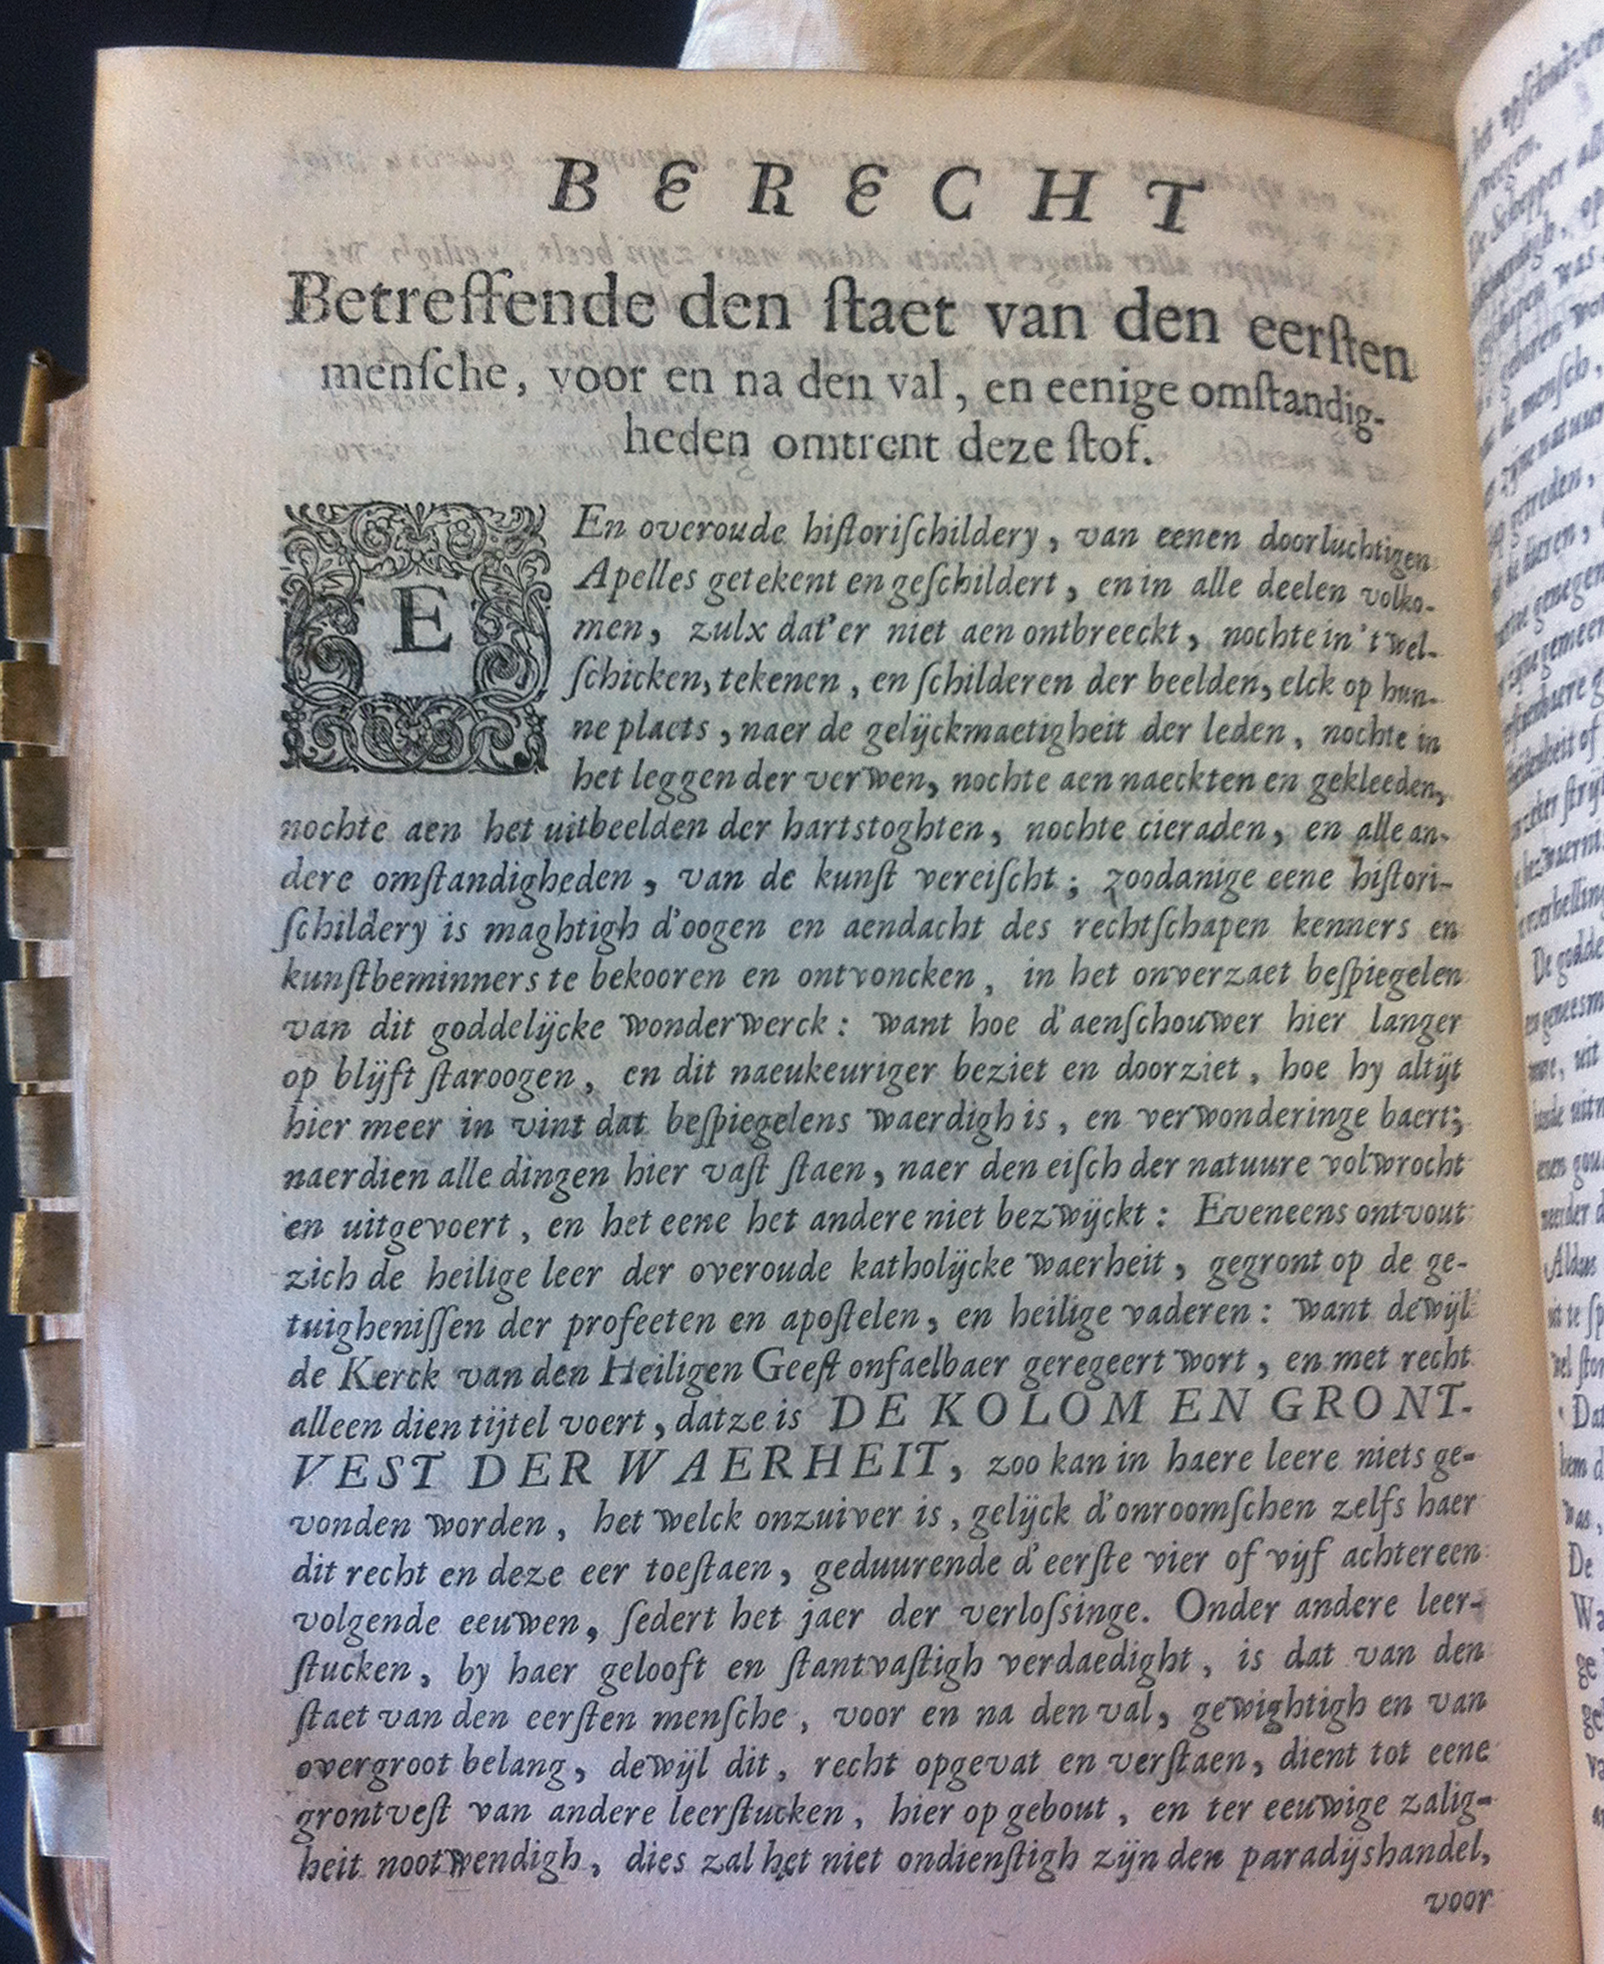 BERECHT
Betreffende den ſtaet van den eerſten
menſche, voor en na den val, en eenige omſtandig-
heden omtrent deze ſtof.
EEn overoude hiſtoriſchildery, van eenen doorluchtigen
Apelles getekent en geſchildert, en in alle deelen volko-
men, zulx dat'er niet aen ontbreeckt, nochte in 't wel-
ſchicken, tekenen, en ſchilderen der beelden, elck op hun-
ne plaets, naer de gelijckmaetigheit der leden, nochte in
het leggen der verwen, nochte aen naeckten en gekleeden,
nochte aen het uitbeelden der hartstoghten, nochte cieraden, en alle an-
dere omſtandigheden, van de kunſt vereiſcht; zoodanige eene hiſtori-
ſchildery is maghtigh d'oogen en aendacht des rechtſchapen kenners en
kunſtbeminners te bekooren en ontvoncken, in het onverzaet beſpiegelen
van dit goddelijcke wonderwerck: want hoe d'aenſchouwer hier langer
op blijft ſtaroogen, en dit naeukeuriger beziet en doorziet, hoe hy altijt
hier meer in vint dat beſpiegelens waerdigh is, en verwonderinge baert;
naerdien alle dingen hier vaſt ſtaen, naer den eiſch der natuure volwrocht
en uitgevoert, en het eene het andere niet bezwijckt: Eveneens ontvout
zich de heilige leer der overoude katholijcke waerheit, gegront op de ge-
tuigheniſſen der profeeten en apoſtelen, en heilige vaderen: want dewijl
de Kerck van den Heiligen Geeſt onfaelbaer geregeert wort, en met recht
alleen dien tijtel voert, datze is DE KOLOM EN GRONT-
VEST DER WAERHEIT, zoo kan in haere leere niets ge-
vonden worden, het welck onzuiver is, gelijck d'onroomſchen zelfs haer
dit recht en deze eer toeſtaen, geduurende d'eerſte vier of vijf achtereen
volgende eeuwen, ſedert het jaer der verloſsinge. Onder andere leer-
ſtucken, by haer gelooft en ſtantvaſtigh verdaedight, is dat van den
ſtaet van den eerſten menſche, voor en na den val, gewightigh en van
overgroot belang, dewijl dit, recht opgevat en verſtaen, dient tot eene
grontveſt van andere leerſtucken, hier op gebout, en ter eeuwige zalig-
heit nootwendigh, dies zal het niet ondienſtigh zijn den paradijshandel,
voor